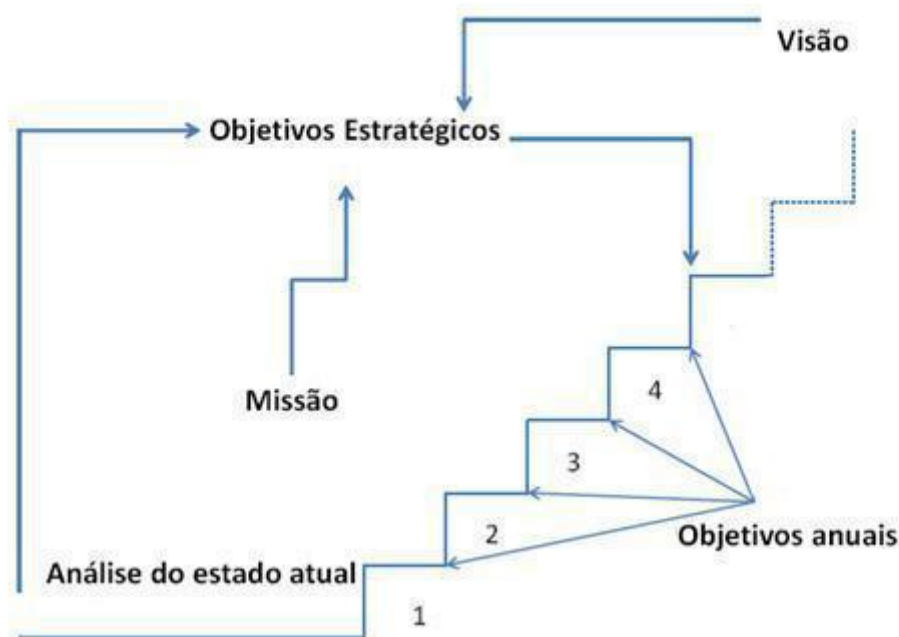 Visão
Objetivos Estratégicos
Missão
4
3
2
Objetivos anuais
Análise do estado atual
1